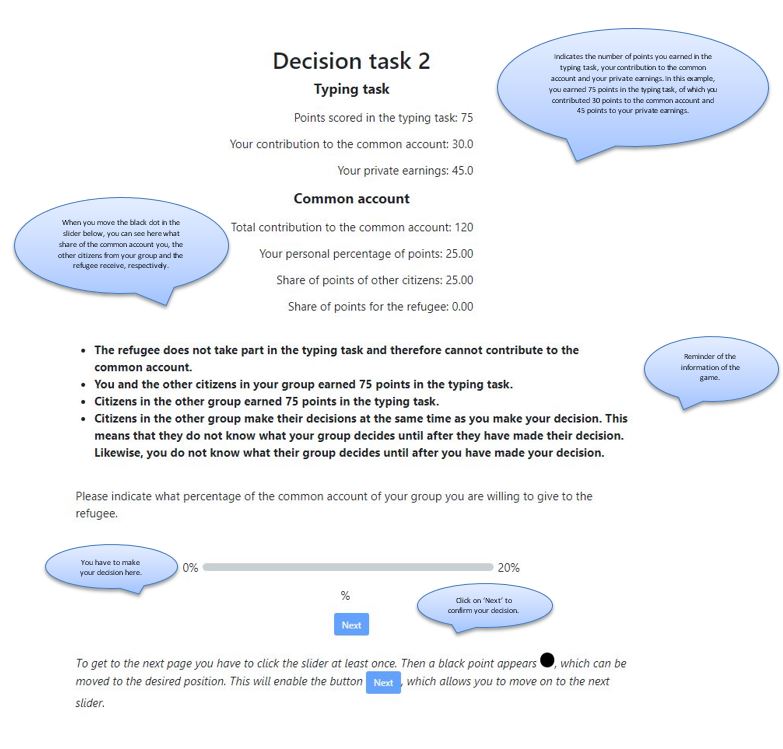 Decision task 2
Typing task
Points scored in the typing task: 75
Your contribution to the common account: 30.0
Your private earnings: 45.0
Indicates the number of points you earned in the
typing task, your contribution to the common
account and your private earnings. In this example,
you earned 75 points in the typing task, of which you
contributed 30 points to the common account and
45 points to your private earnings.
Common account
Total contribution to the common account: 120
Your personal percentage of points: 25.00
Share of points of other citizens: 25.00
Share of points for the refugee: 0.00
When you move the black dot in the
slider below, you can see here what
share of the common account you, the
other citizens from your group and the
refugee receive, respectively.
• The refugee does not take part in the typing task and therefore cannot contribute to the
common account.
• You and the other citizens in your group earned 75 points in the typing task.
• Citizens in the other group earned 75 points in the typing task.
• Citizens in the other group make their decisions at the same time as you make your decision. This
means that they do not know what your group decides until after they have made their decision.
Likewise, you do not know what their group decides until after you have made your decision.
Reminder of the
information of the
game.
Please indicate what percentage of the common account of your group you are willing to give to the
refugee.
You have to make
your decision here.
0% 20%
%
Next
Click on ‘Next’ to
confirm your decision.
To get to the next page you have to click the slider at least once. Then a black point appears , which can be
moved to the desired position. This will enable the button Next, which allows you to move on to the next
slider.